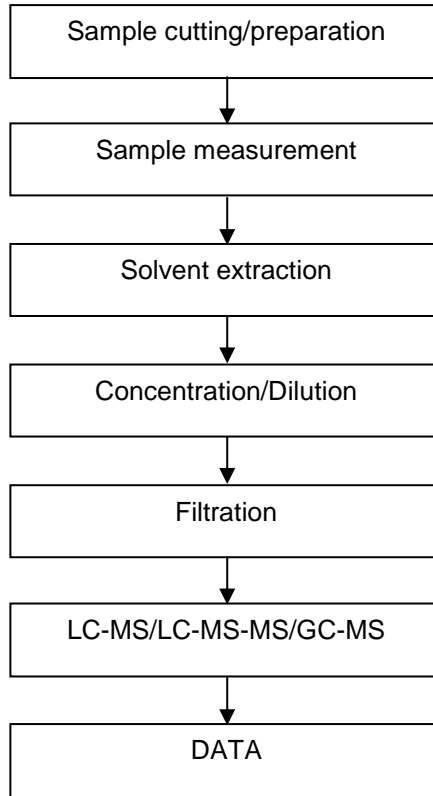 Sample cutting/preparation
Sample measurement
Solvent extraction
Concentration/Dilution
Filtration
LC-MS/LC-MS-MS/GC-MS
DATA